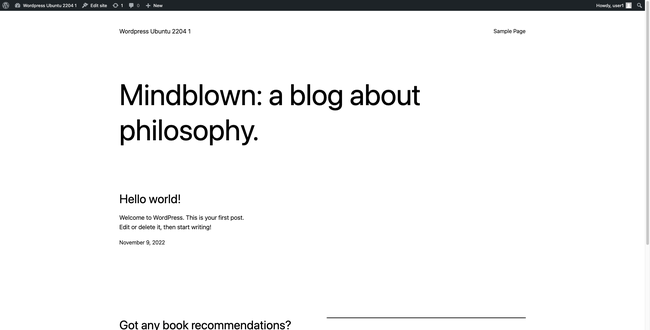 Wordpress Ubuntu 2204 1 Edit site 1 0 New Howdy, user1
Wordpress Ubuntu 2204 1 Sample Page
Mindblown: a blog about
philosophy.
Hello world!
Welcome to WordPress. This is your first post.
Edit or delete it, then start writing!
November 9, 2022
Got any book recommendations?